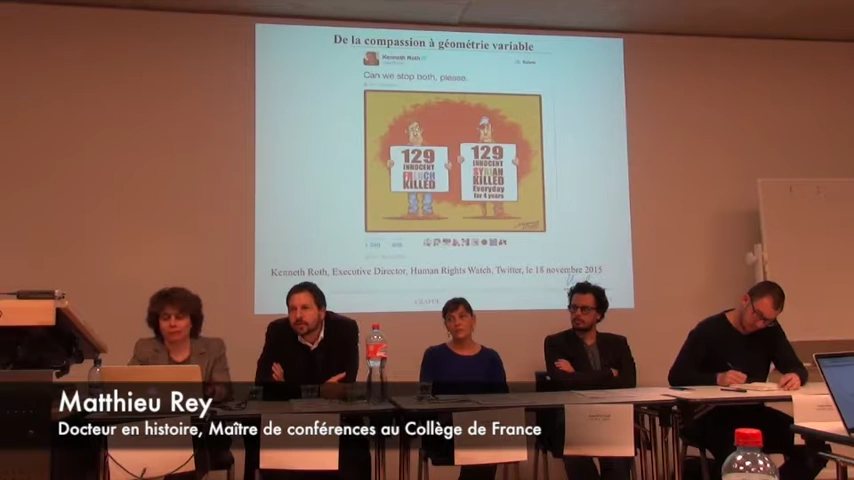 De la compassion à géométrie variable
Kenneth Roth
Can we stop both, please.
129
INNOCENT
FRENCH
KILLED
129
INNOCENT
SYRIAN
KILLED
Everyday
for 4 years
Kenneth Roth, Executive Director, Human Rights Watch, Twitter, le 18 novembre 2015
Matthieu Rey
Docteur en histoire, Maître de conférences au Collège de France